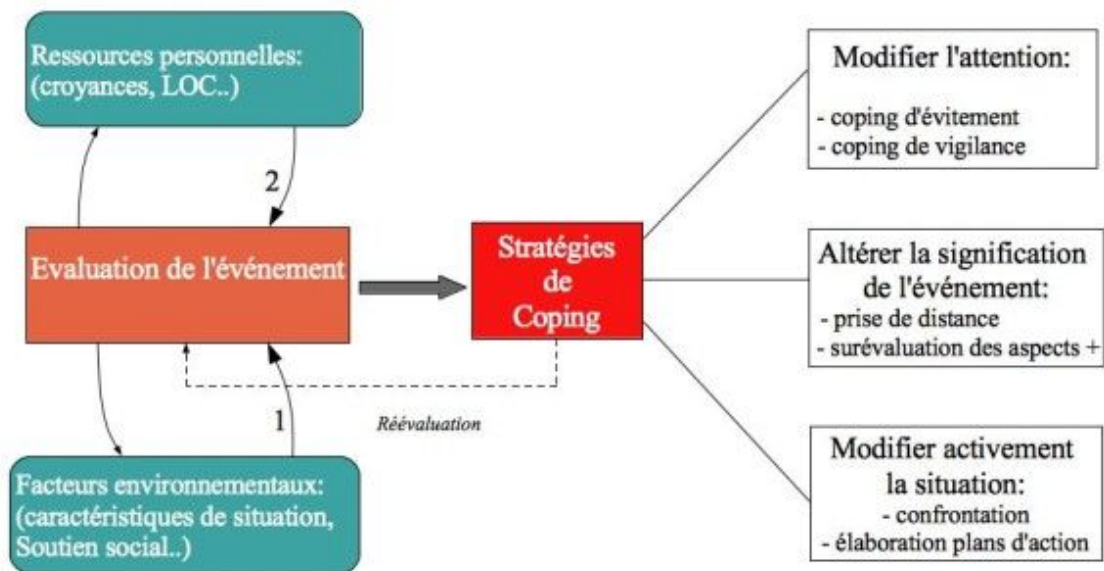 Ressources personnelles:
(croyances, LOC..)
2
Evaluation de l'événement
1
Facteurs environnementaux:
(caractéristiques de situation,
Soutien social..)
Stratégies
de
Coping
Réévaluation
Modifier l'attention:
- coping d'évitement
- coping de vigilance
Altérer la signification
de l'événement:
- prise de distance
- surévaluation des aspects +
Modifier activement
la situation:
- confrontation
- élaboration plans d'action